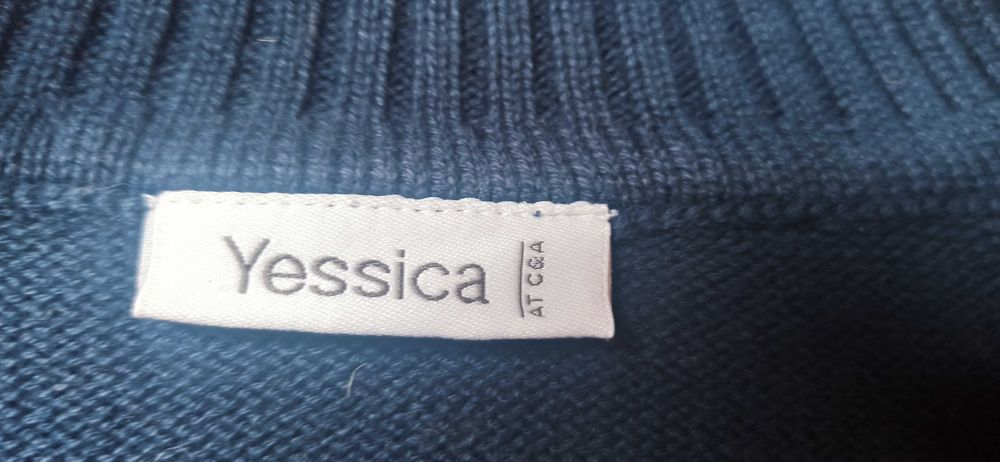 Yessica
AT C&A